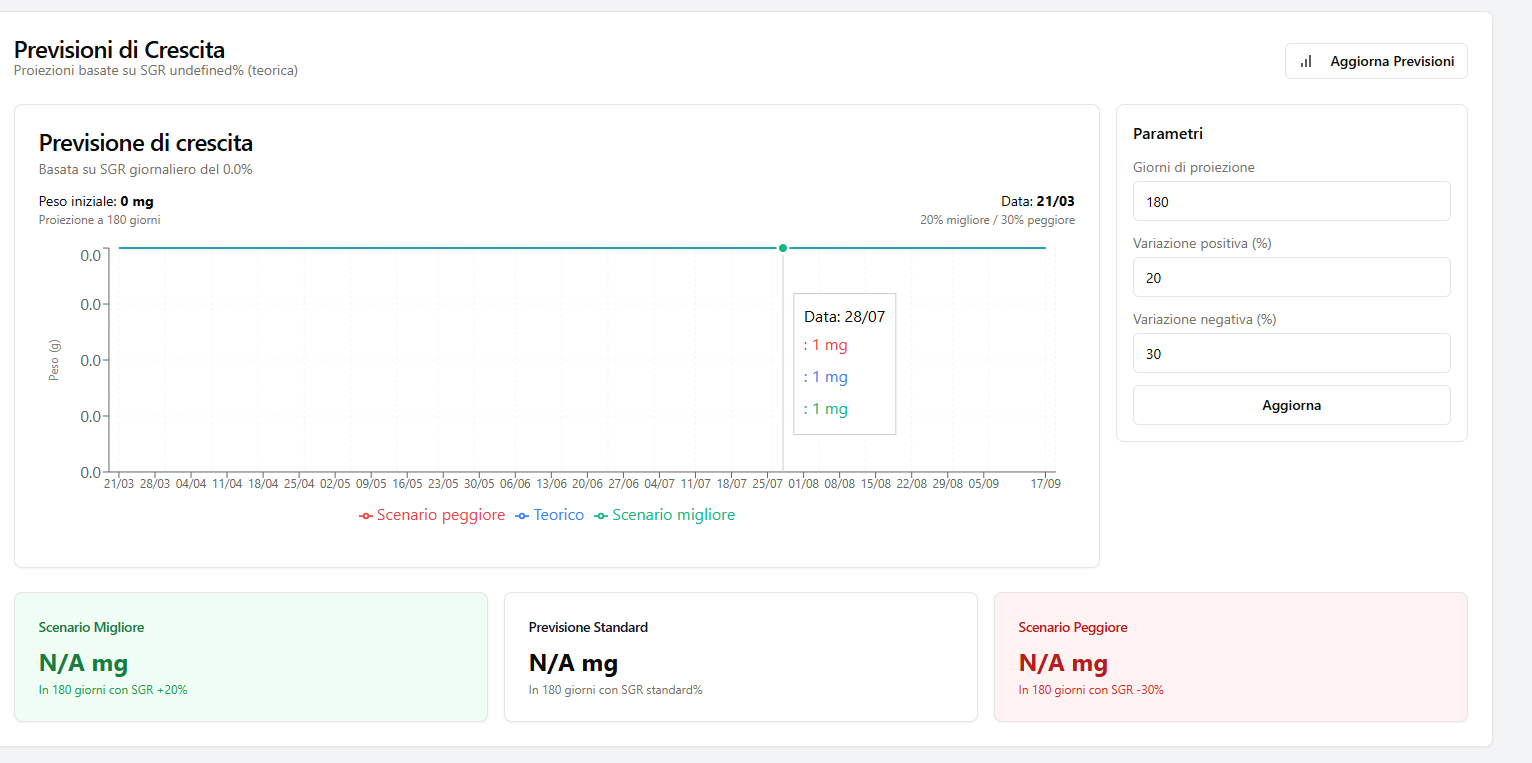 Previsioni di Crescita
Proiezioni basate su SGR undefined% (teorica)
Aggiorna Previsioni
Previsione di crescita
Basata su SGR giornaliero del 0.0%
Peso iniziale: 0 mg
Proiezione a 180 giorni
Data: 21/03
20% migliore / 30% peggiore
0.0
0.0
0.0
0.0
0.0
Peso (g)
Data: 28/07
: 1 mg
: 1 mg
: 1 mg
21/03 28/03 04/04 11/04 18/04 25/04 02/05 09/05 16/05 23/05 30/05 06/06 13/06 20/06 27/06 04/07 11/07 18/07 25/07 01/08 08/08 15/08 22/08 29/08 05/09 17/09
Scenario peggiore Teorico Scenario migliore
Parametri
Giorni di proiezione
180
Variazione positiva (%)
20
Variazione negativa (%)
30
Aggiorna
Scenario Migliore
N/A mg
In 180 giorni con SGR +20%
Previsione Standard
N/A mg
In 180 giorni con SGR standard%
Scenario Peggiore
N/A mg
In 180 giorni con SGR -30%